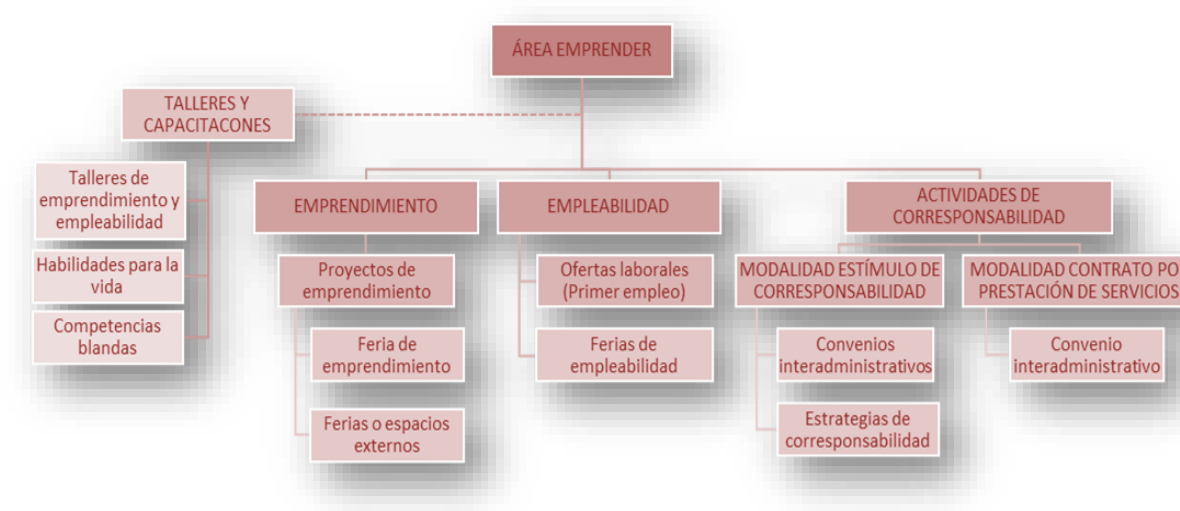 ÁREA EMPRENDER
TALLERES Y
CAPACITACONES
Talleres de
emprendimiento y
empleabilidad
Habilidades para la
vida
Competencias
blandas
EMPRENDIMIENTO
Proyectos de
emprendimiento
Feria de
emprendimiento
Ferias o espacios
externos
EMPLEABILIDAD
Ofertas laborales
(Primer empleo)
Ferias de
empleabilidad
ACTIVIDADES DE
CORRESPONSABILIDAD
MODALIDAD ESTÍMULO DE
CORRESPONSABILIDAD
Convenios
interadministrativos
Estrategias de
corresponsabilidad
MODALIDAD CONTRATO PO
PRESTACIÓN DE SERVICIOS
Convenio
interadministrativo